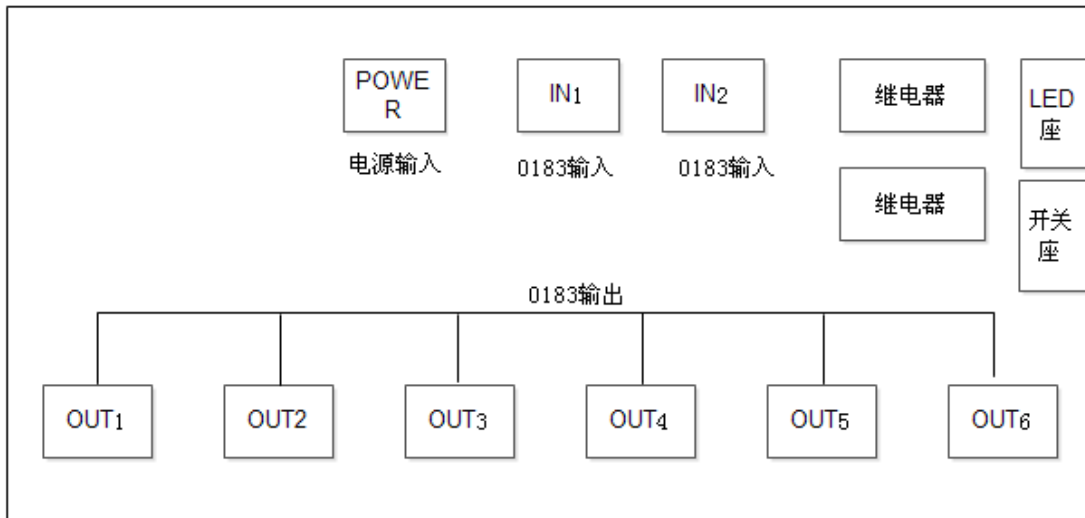 POWE
R
IN1
IN2
继电器
LED
座
电源输入
0183输入
0183输入
继电器
开关
座
0183输出
OUT1
OUT2
OUT3
OUT4
OUT5
OUT6